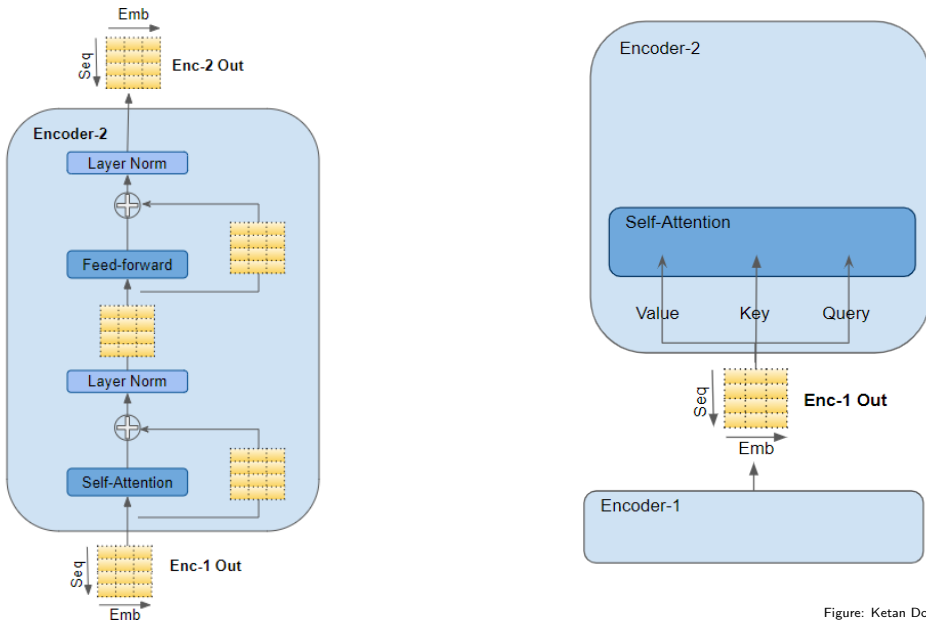 Emb
Seq
Enc-2 Out
Encoder-2
Layer Norm
Feed-forward
Layer Norm
Self-Attention
Seq
Enc-1 Out
Emb
Encoder-2
Self-Attention
Value Key Query
Seq
Enc-1 Out
Emb
Encoder-1
Figure: Ketan Do